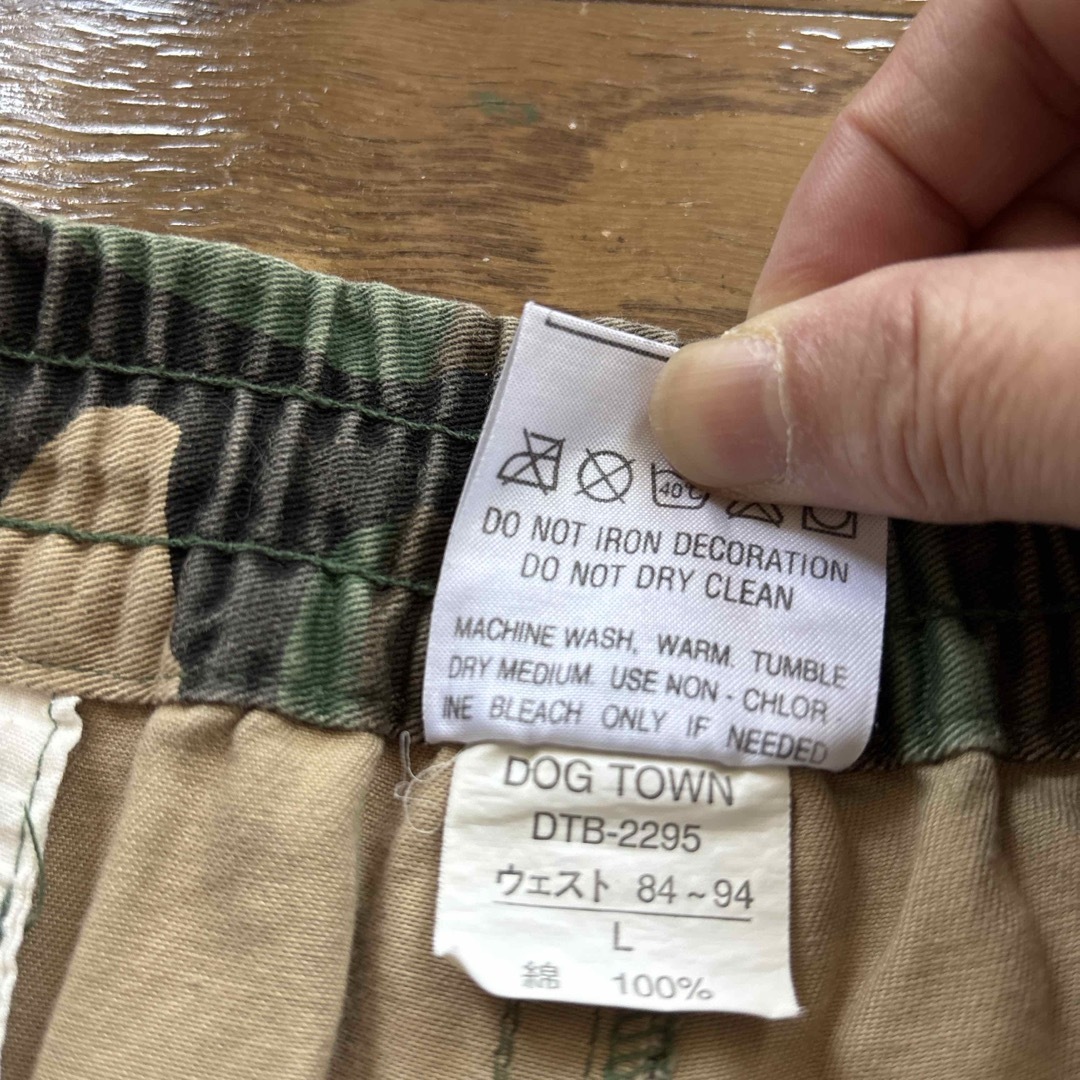 40°C
DO NOT IRON DECORATION
DO NOT DRY CLEAN
MACHINE WASH, WARM. TUMBLE
DRY MEDIUM. USE NON - CHLOR -
INE BLEACH ONLY IF NEEDED
DOG TOWN
DTB-2295
ウェスト 84~94
L
綿 100%